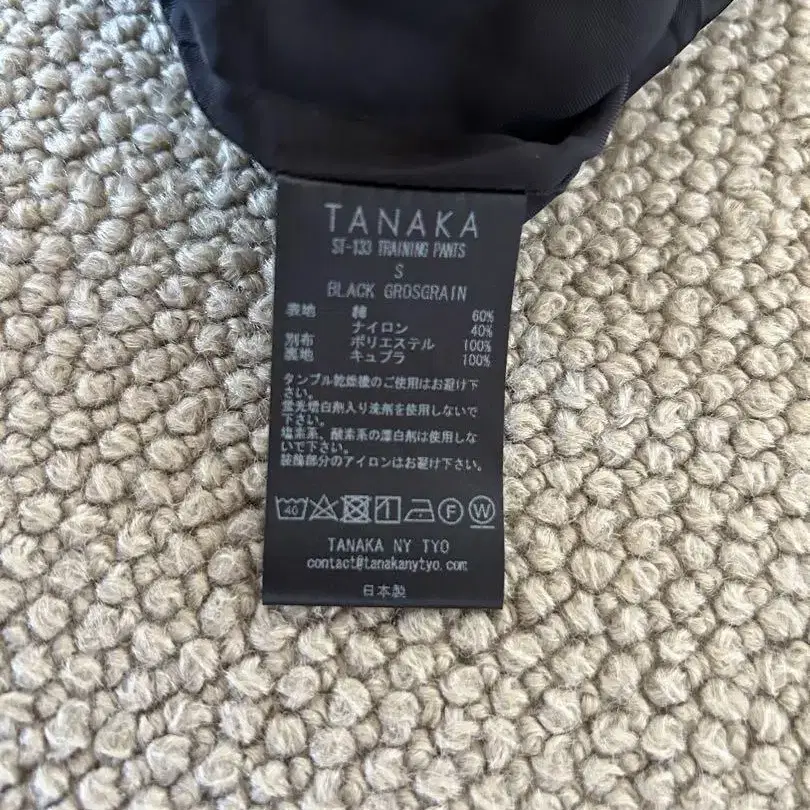 TANAKA
ST-133 TRAINING PANTS
S
BLACK GROSGRAIN
表地 綿 60%
ナイロン 40%
別布 ポリエステル 100%
裏地 キュプラ 100%
タンブル乾燥後のご使用はお避け下
さい。
蛍光増白剤入り洗剤を使用しないで
下さい。
塩素系、酸素系の漂白剤は使用しな
いで下さい。
装飾部分のアイロンはお避け下さい。
40 F W
TANAKA NY TYO
contact@tanakanytyo.com
日本製